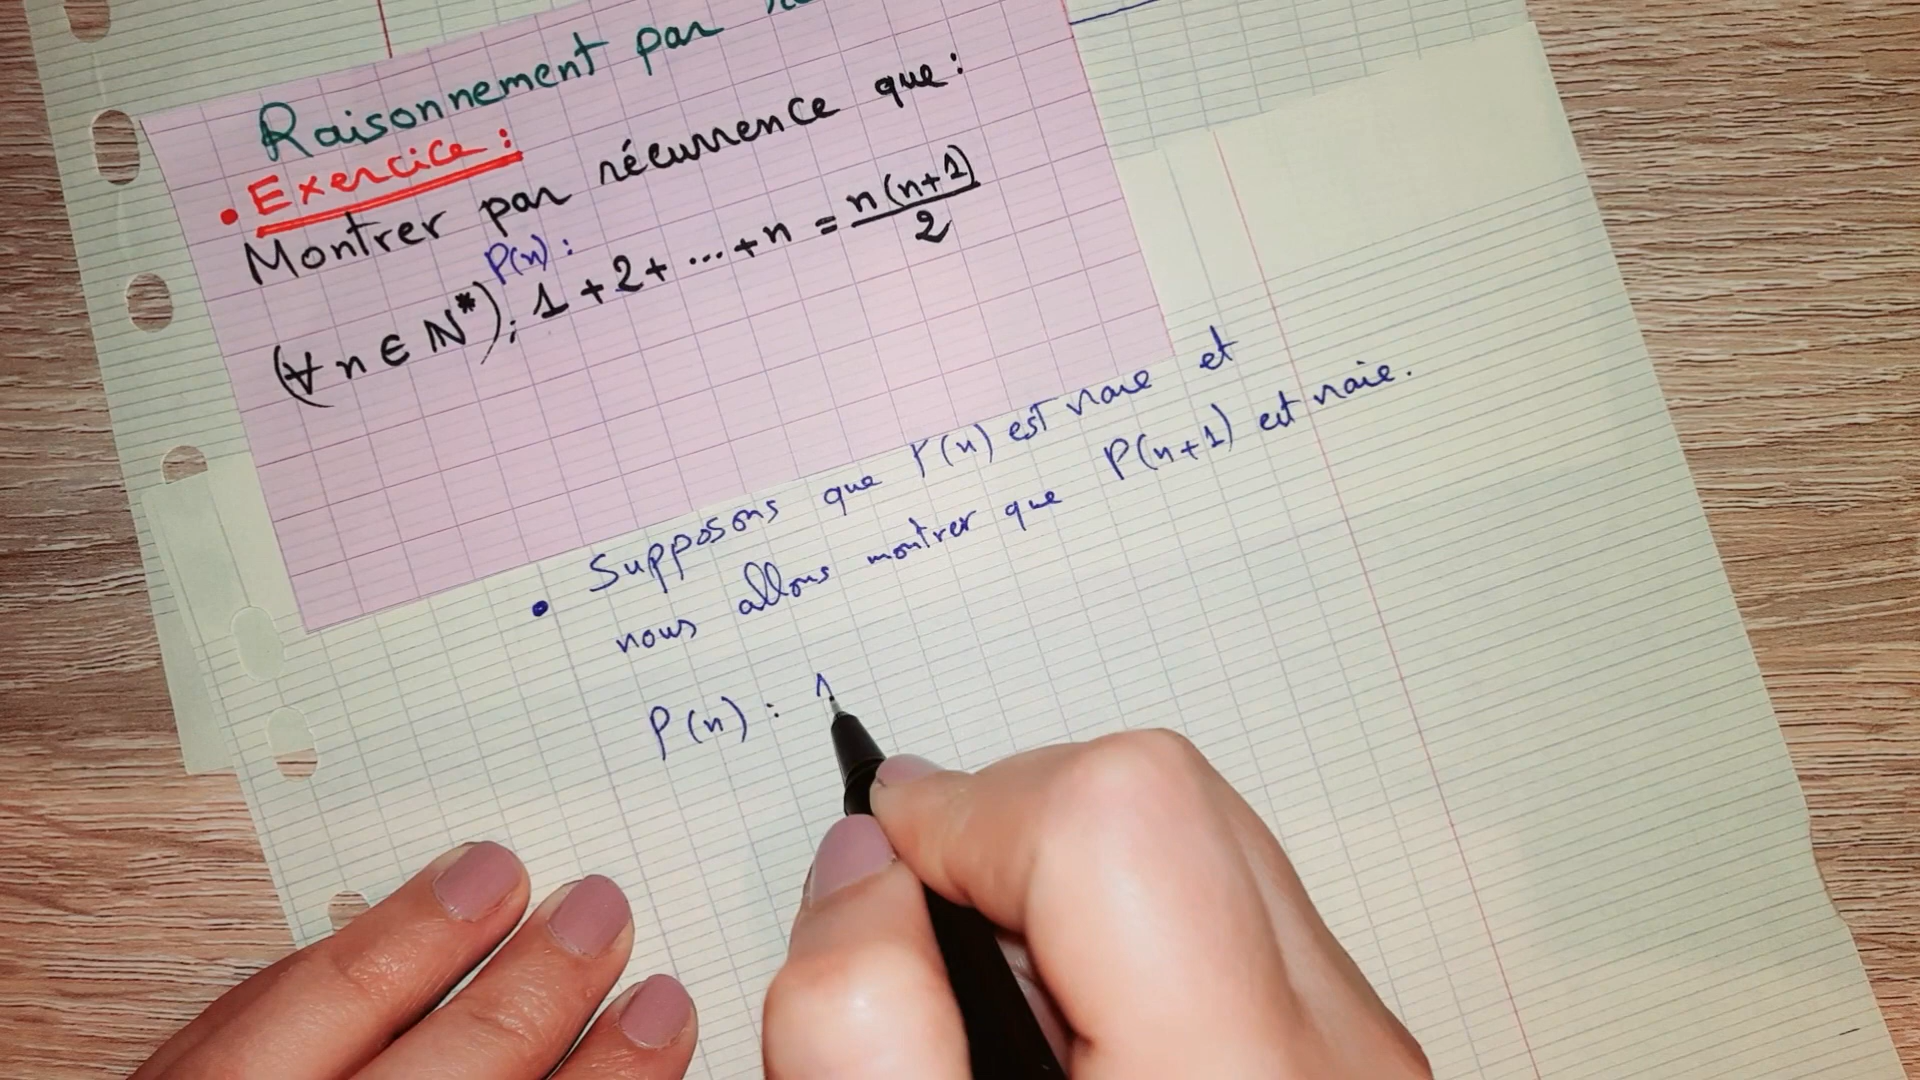 Raisonnement par
• Exercice :
Montrer par récurrence que :
P(n) :
(∀ n ∈ ℕ*) ; 1 + 2 + ... + n = n(n+1)/2
• Supposons que P(n) est vraie et
nous allons montrer que P(n+1) est vraie.
P(n) : 1